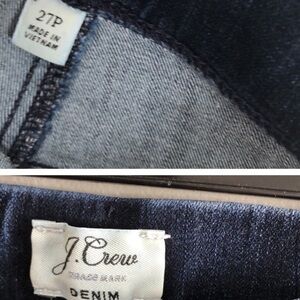 27P
MADE IN
VIETNAM
J.Crew
TRADE MARK
DENIM